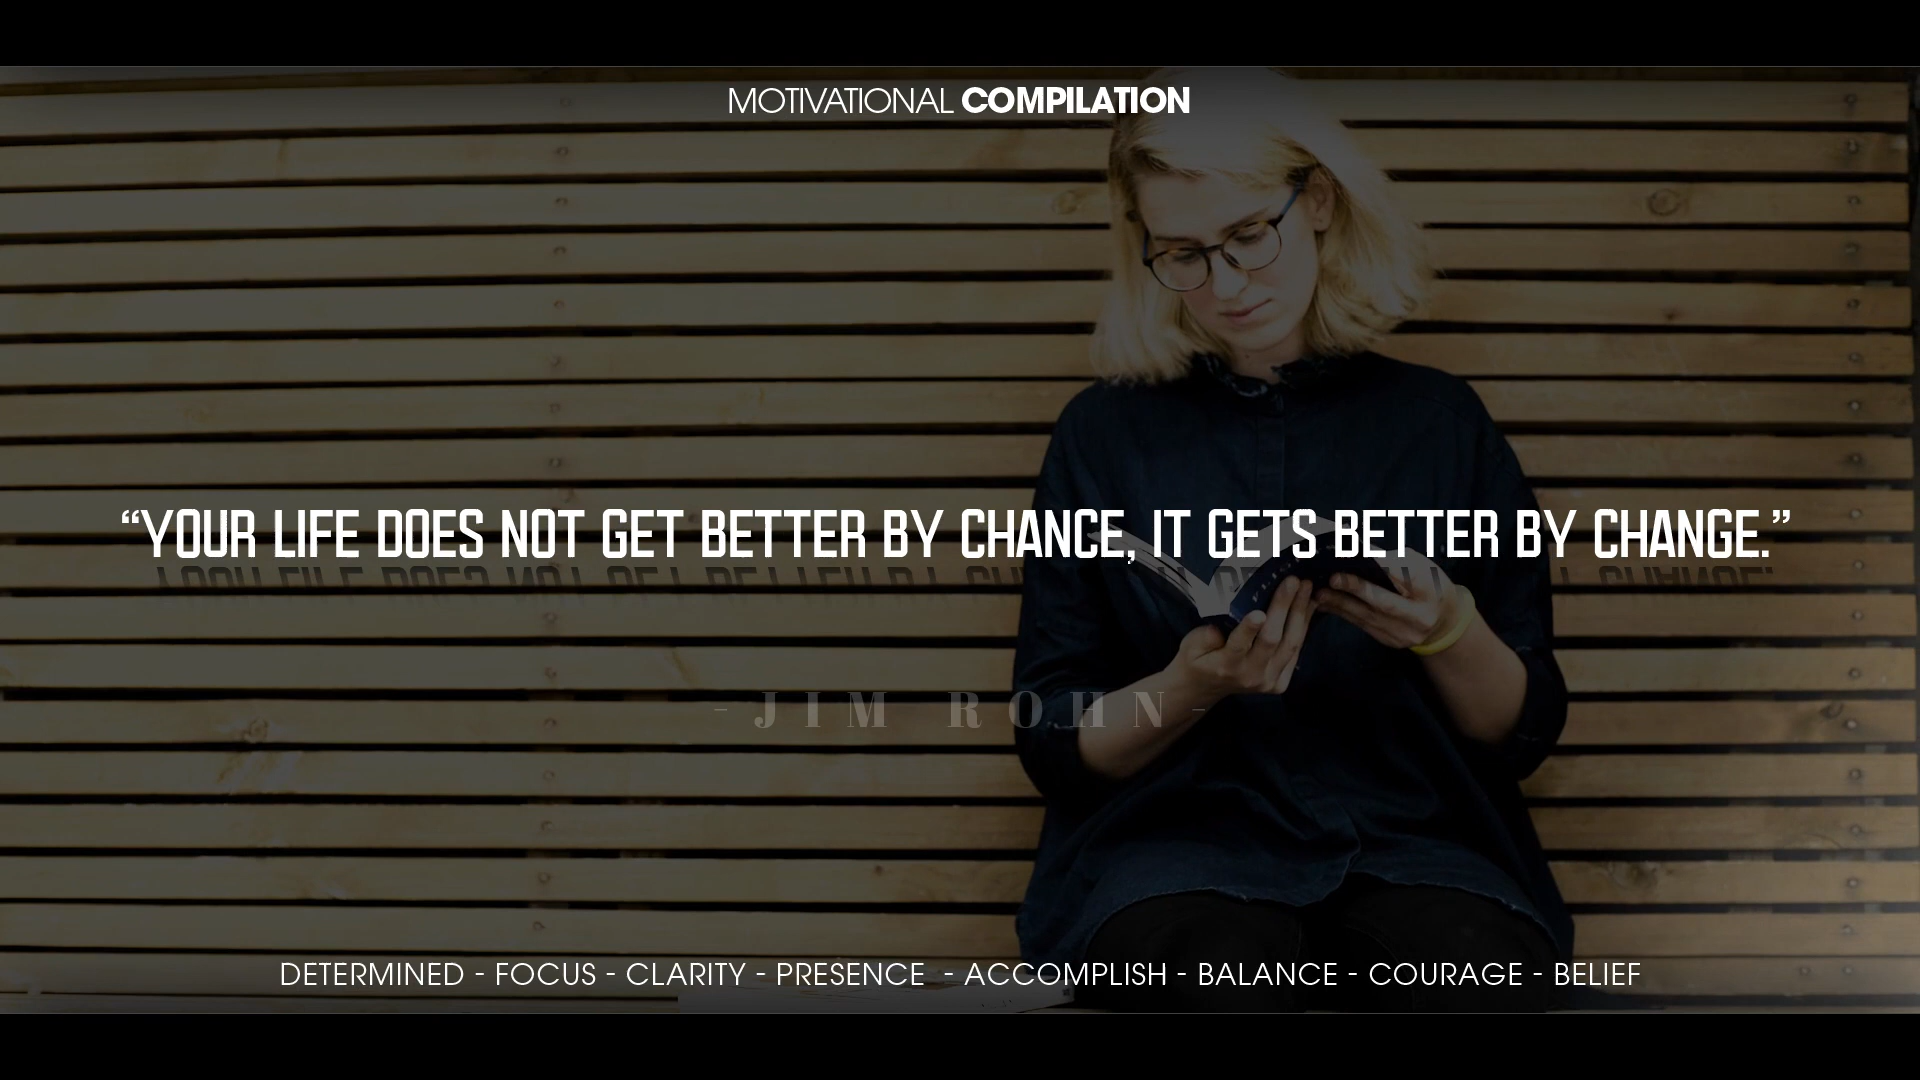 MOTIVATIONAL COMPILATION
“YOUR LIFE DOES NOT GET BETTER BY CHANCE, IT GETS BETTER BY CHANGE.”
- JIM ROHN -
DETERMINED - FOCUS - CLARITY - PRESENCE - ACCOMPLISH - BALANCE - COURAGE - BELIEF